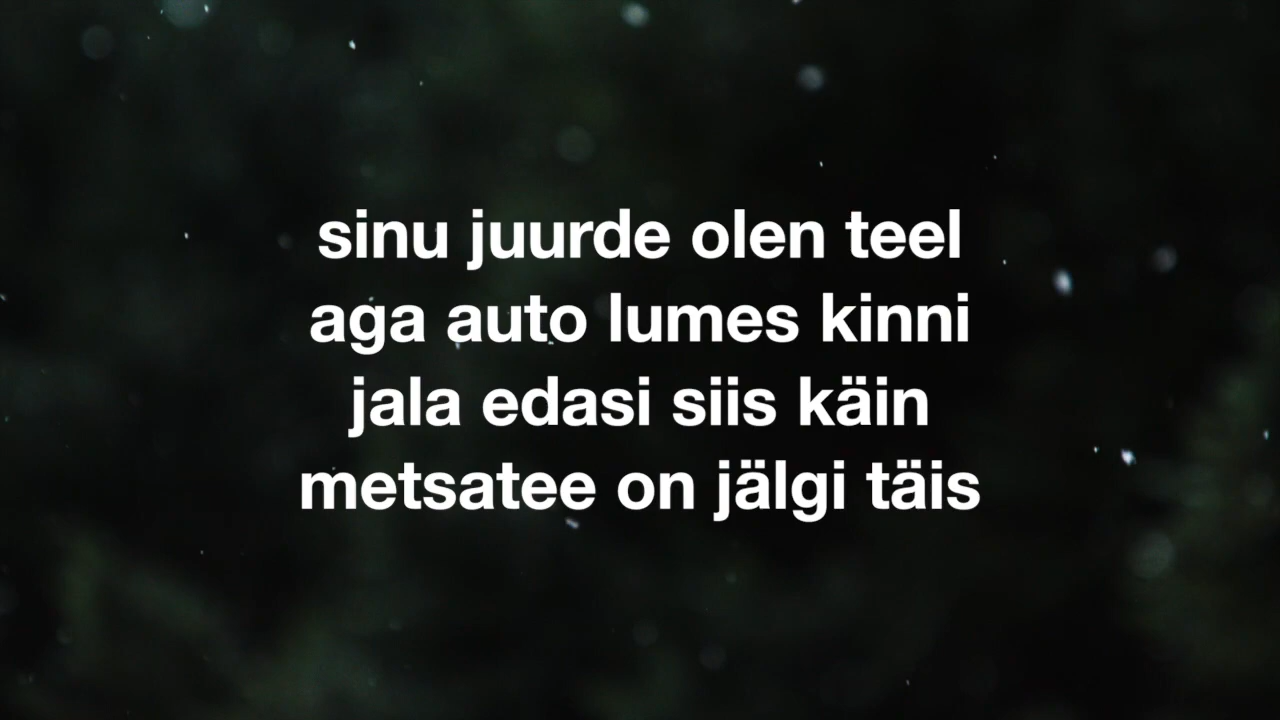 sinu juurde olen teel
aga auto lumes kinni
jala edasi siis käin
metsatee on jälgi täis